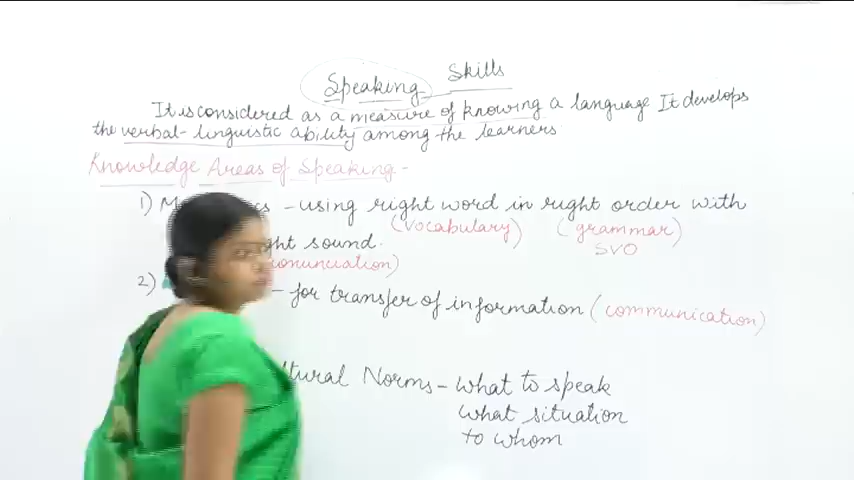 Speaking Skills
It is considered as a measure of knowing a language It develops
the verbal-linguistic ability among the learners
Knowledge Areas of Speaking -
1) - using right word in right order with
(vocabulary) (grammar)
sound.
SVO
2) - for transfer of information (communication)
Norms - what to speak
what situation
to whom